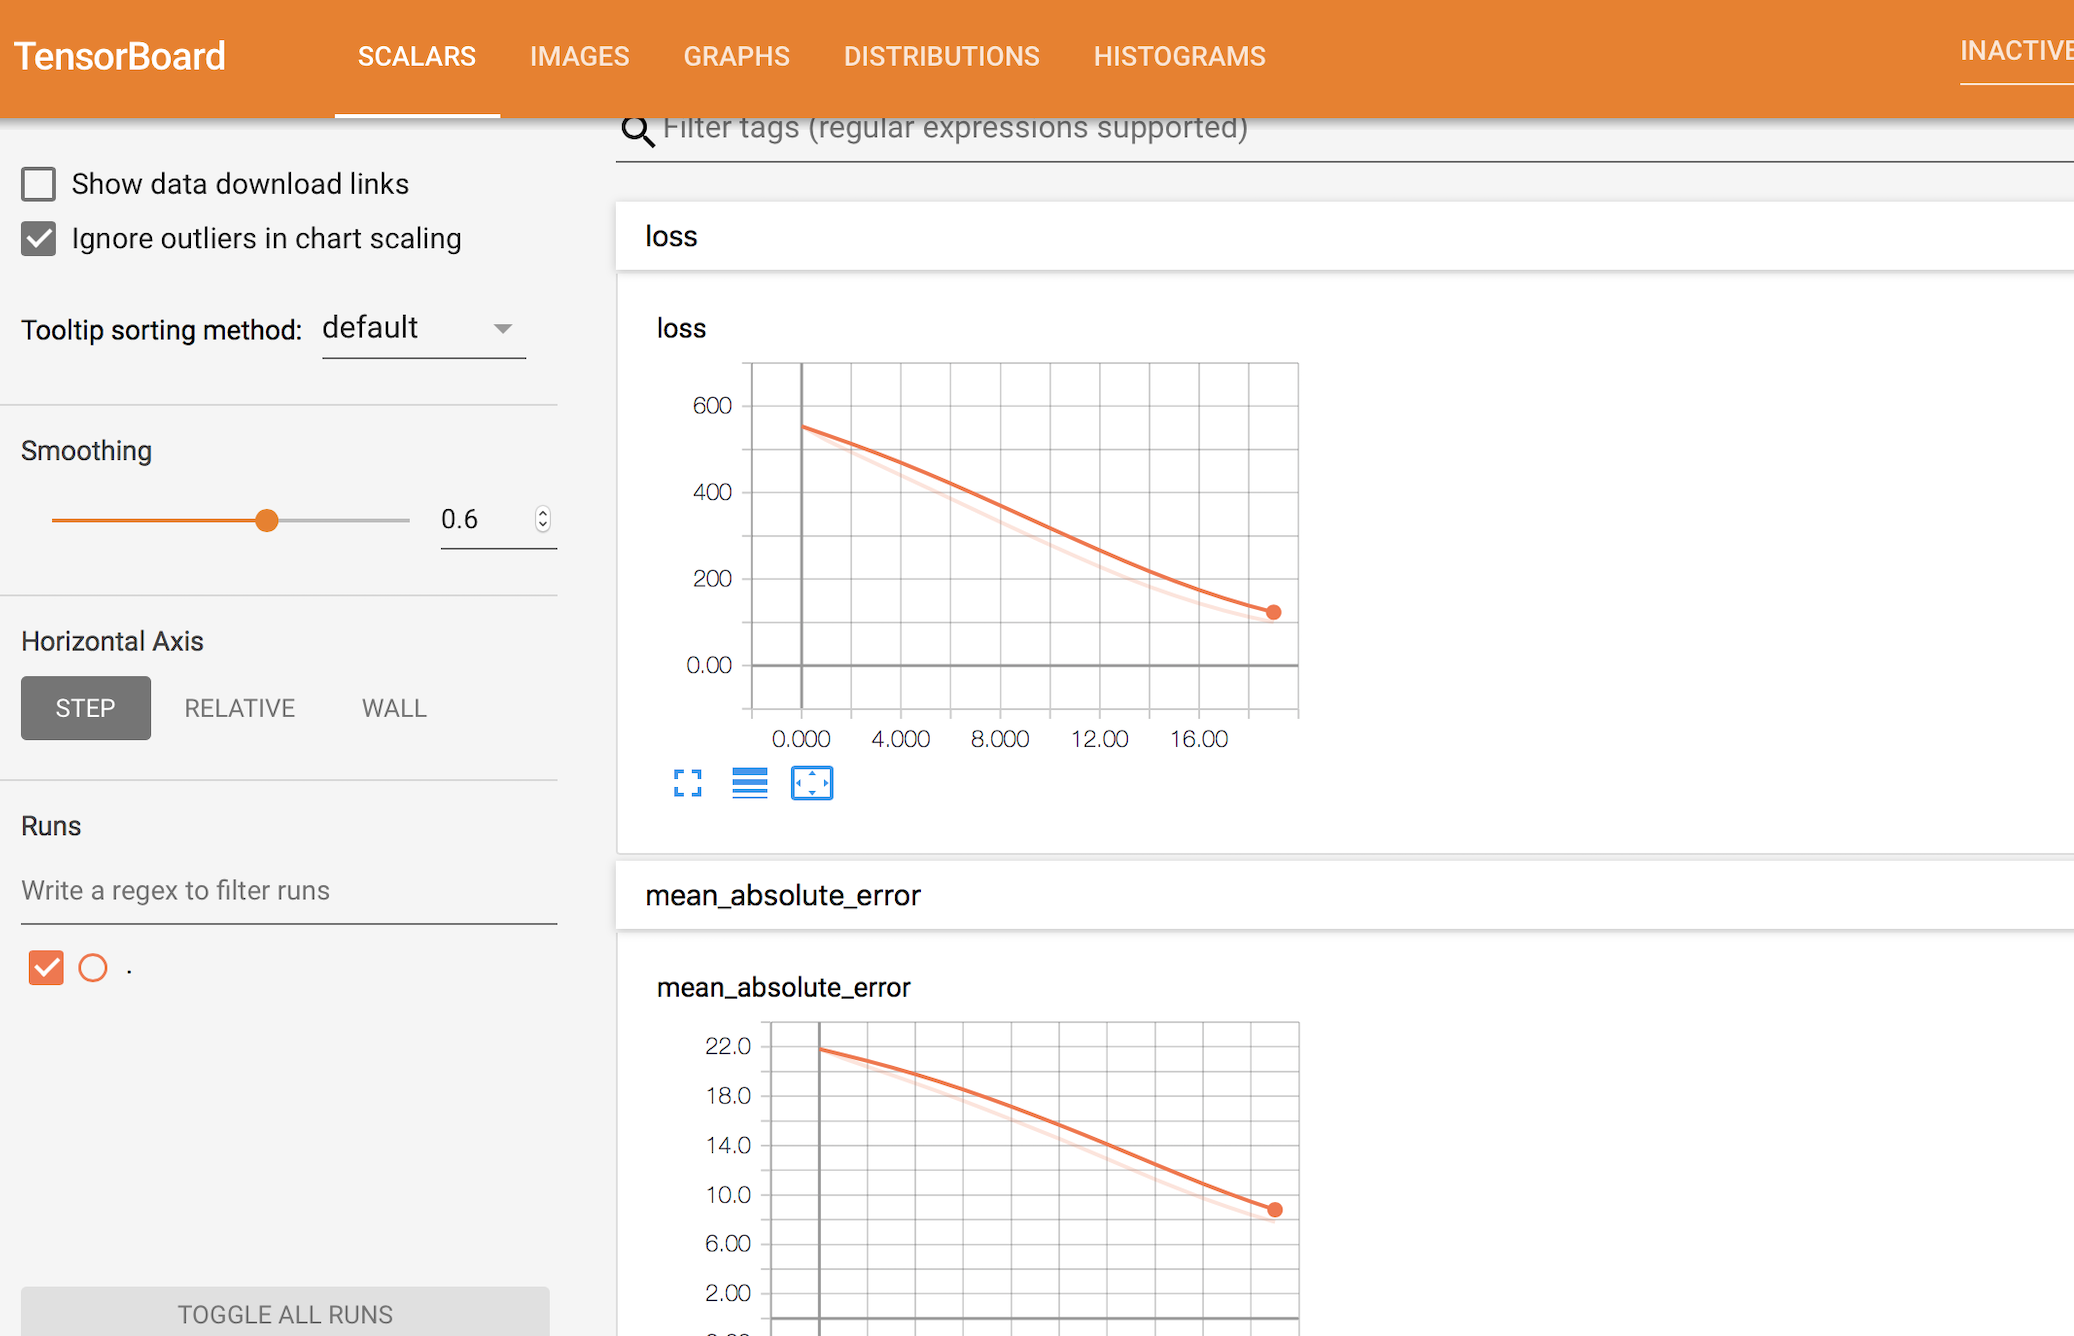 TensorBoard
SCALARS IMAGES GRAPHS DISTRIBUTIONS HISTOGRAMS
INACTIVE
Filter tags (regular expressions supported)
Show data download links
Ignore outliers in chart scaling
Tooltip sorting method: default
Smoothing
0.6
Horizontal Axis
STEP RELATIVE WALL
Runs
Write a regex to filter runs
.
TOGGLE ALL RUNS
loss
loss
600
400
200
0.00
0.000 4.000 8.000 12.00 16.00
mean_absolute_error
mean_absolute_error
22.0
18.0
14.0
10.0
6.00
2.00